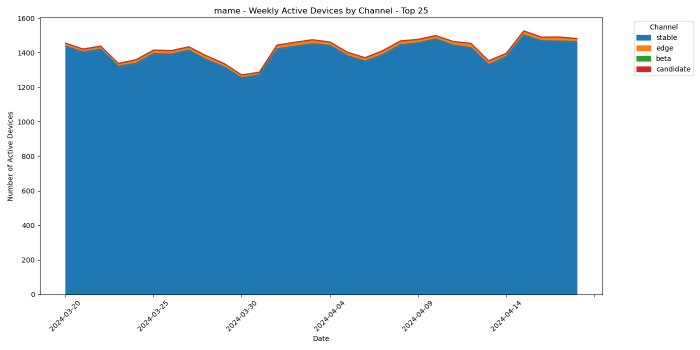 mame - Weekly Active Devices by Channel - Top 25
Number of Active Devices
1600
1400
1200
1000
800
600
400
200
0
2024-03-20
2024-03-25
2024-03-30
2024-04-04
2024-04-09
2024-04-14
Date
Channel
stable
edge
beta
candidate